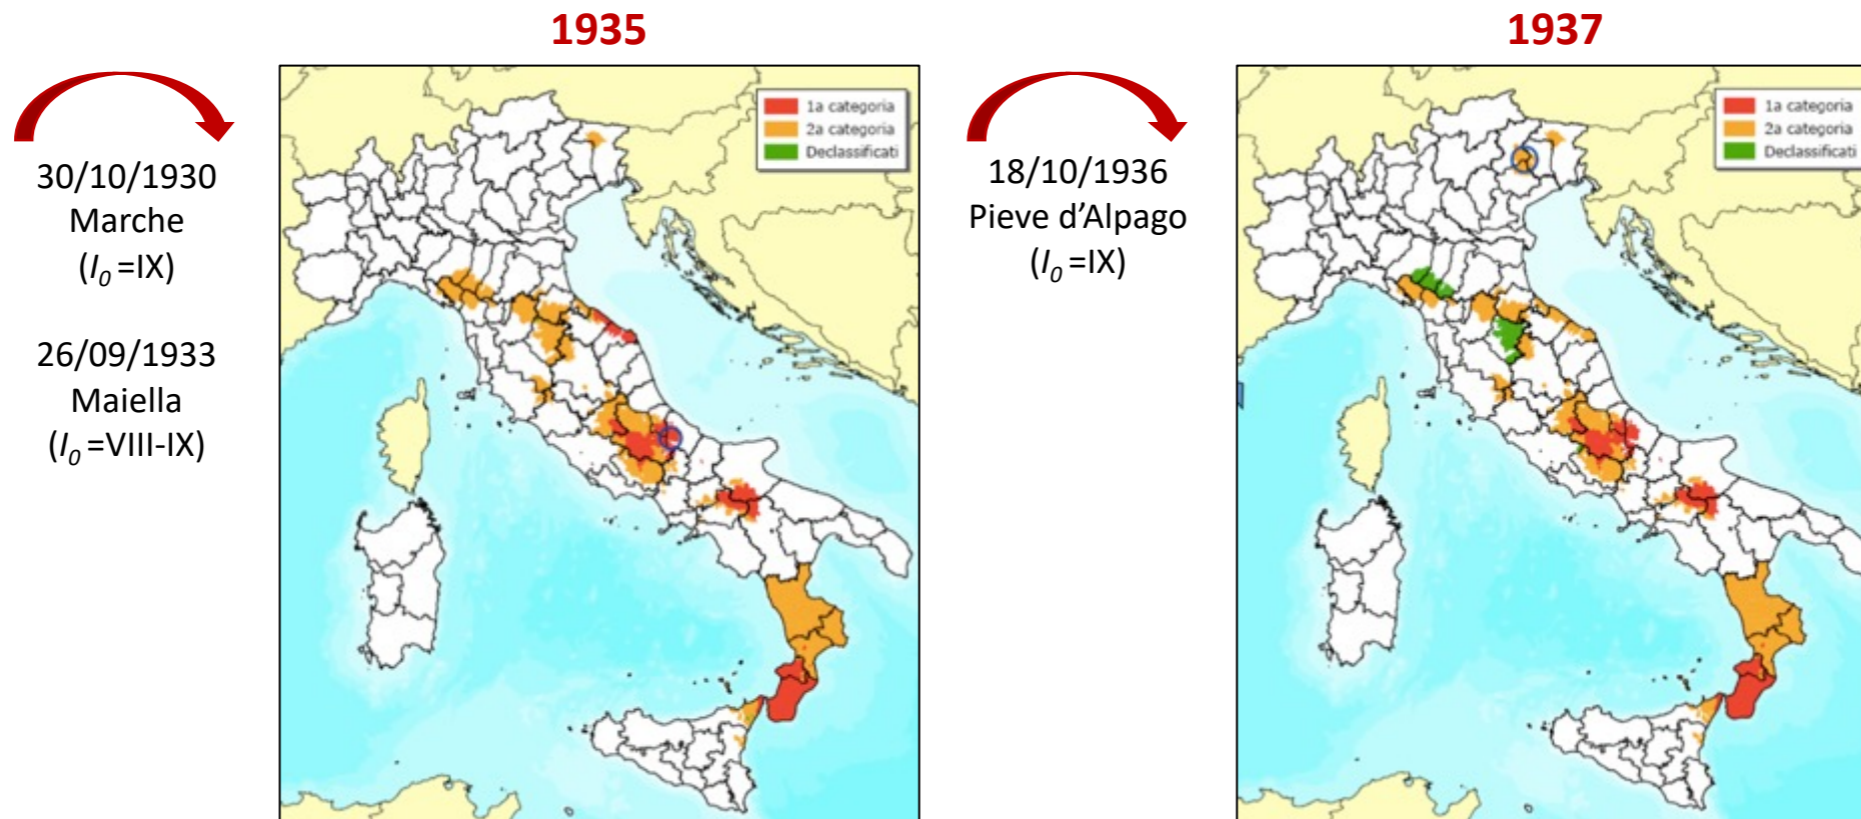 1935
1937
30/10/1930
Marche
(I0 =IX)
26/09/1933
Maiella
(I0 =VIII-IX)
1a categoria
2a categoria
Declassificati
18/10/1936
Pieve d’Alpago
(I0 =IX)
1a categoria
2a categoria
Declassificati